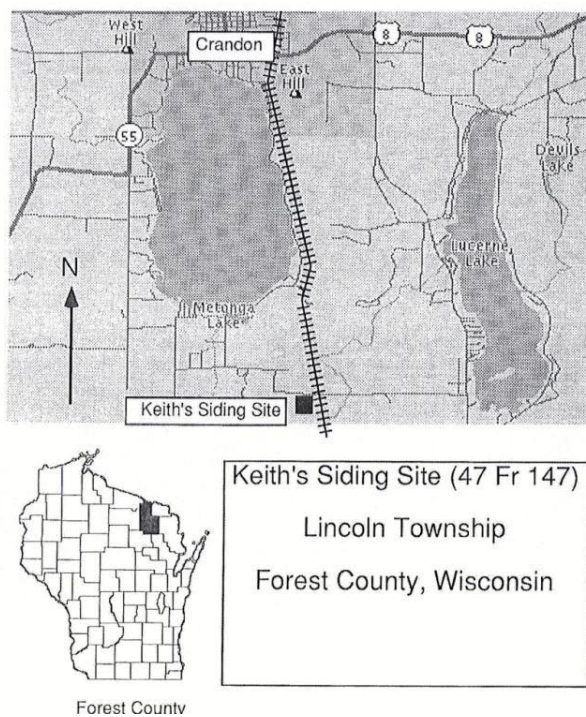 West
Hill
Crandon
8
8
East
Hill
55
Devils
Lake
Lucerne
Lake
N
Metonga
Lake
Keith's Siding Site
Keith's Siding Site (47 Fr 147)
Lincoln Township
Forest County, Wisconsin
Forest County